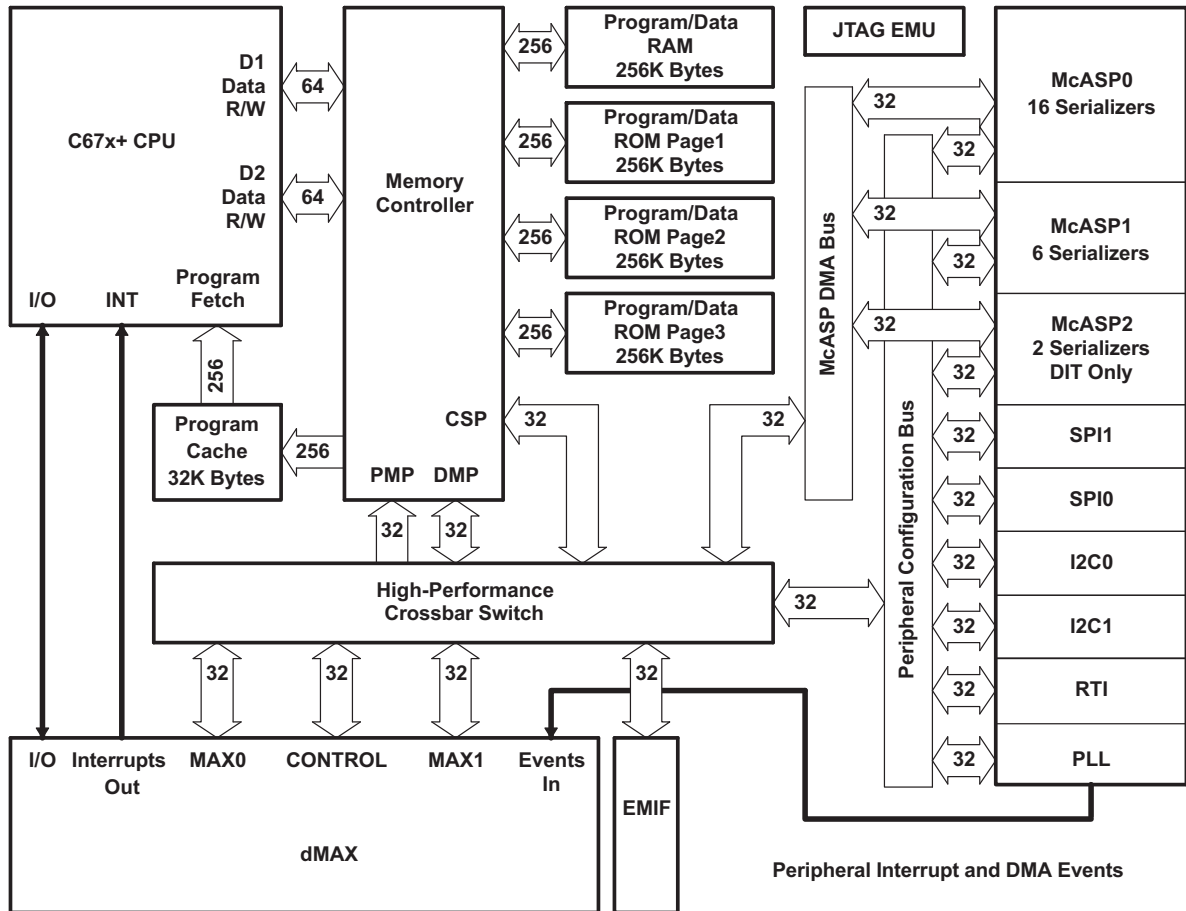 D1
Data
R/W
C67x+ CPU
D2
Data
R/W
Program
Fetch
I/O
INT
64
64
256
Program
Cache
32K Bytes
256
Memory
Controller
CSP
PMP
DMP
32
32
32
256
Program/Data
RAM
256K Bytes
256
Program/Data
ROM Page1
256K Bytes
256
Program/Data
ROM Page2
256K Bytes
256
Program/Data
ROM Page3
256K Bytes
JTAG EMU
McASP DMA Bus
Peripheral Configuration Bus
32
32
32
32
32
32
32
32
32
32
32
32
32
32
McASP0
16 Serializers
McASP1
6 Serializers
McASP2
2 Serializers
DIT Only
SPI1
SPI0
I2C0
I2C1
RTI
PLL
High-Performance
Crossbar Switch
32
32
32
32
32
I/O
Interrupts
Out
MAX0
CONTROL
MAX1
Events
In
dMAX
EMIF
Peripheral Interrupt and DMA Events